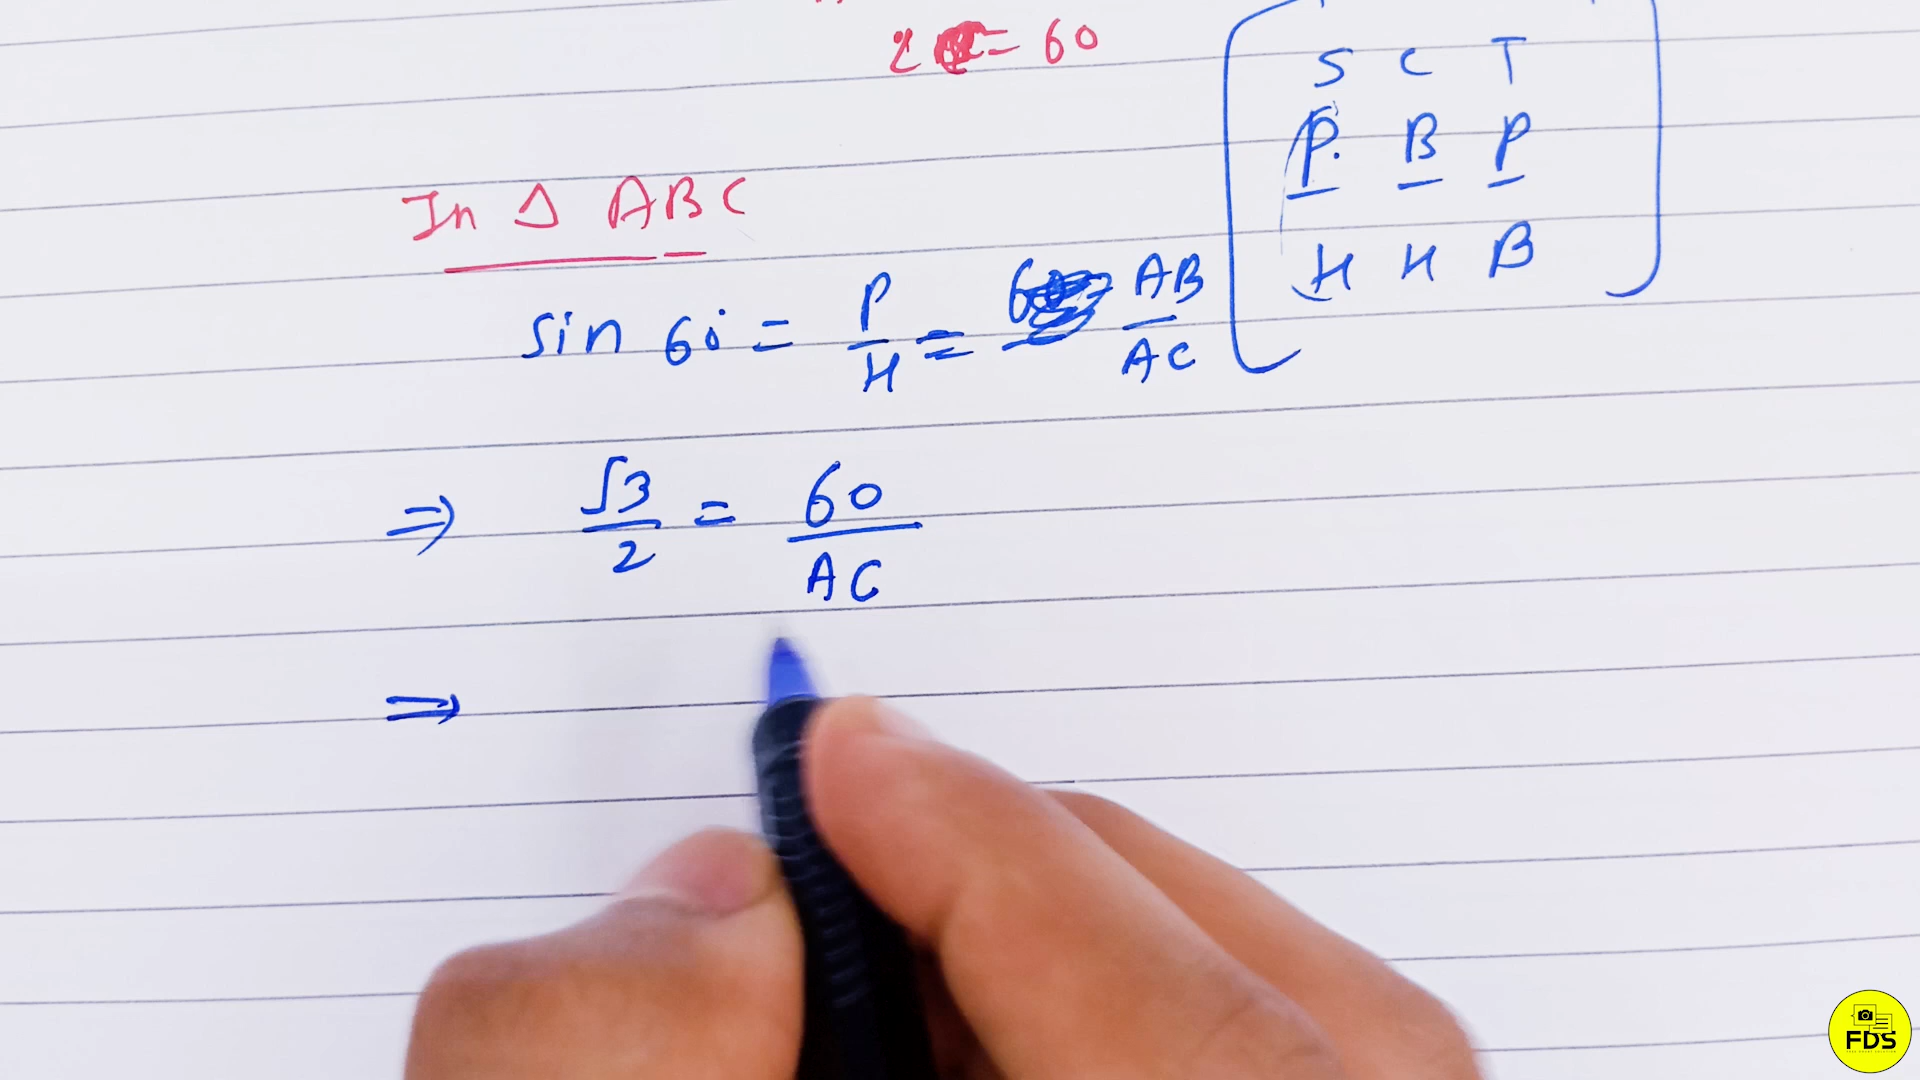 = 60
S C T
P. B P
H H B
In Δ ABC
sin 60° = P/H = AB/AC
⇒ √3/2 = 60/AC
⇒
FDS